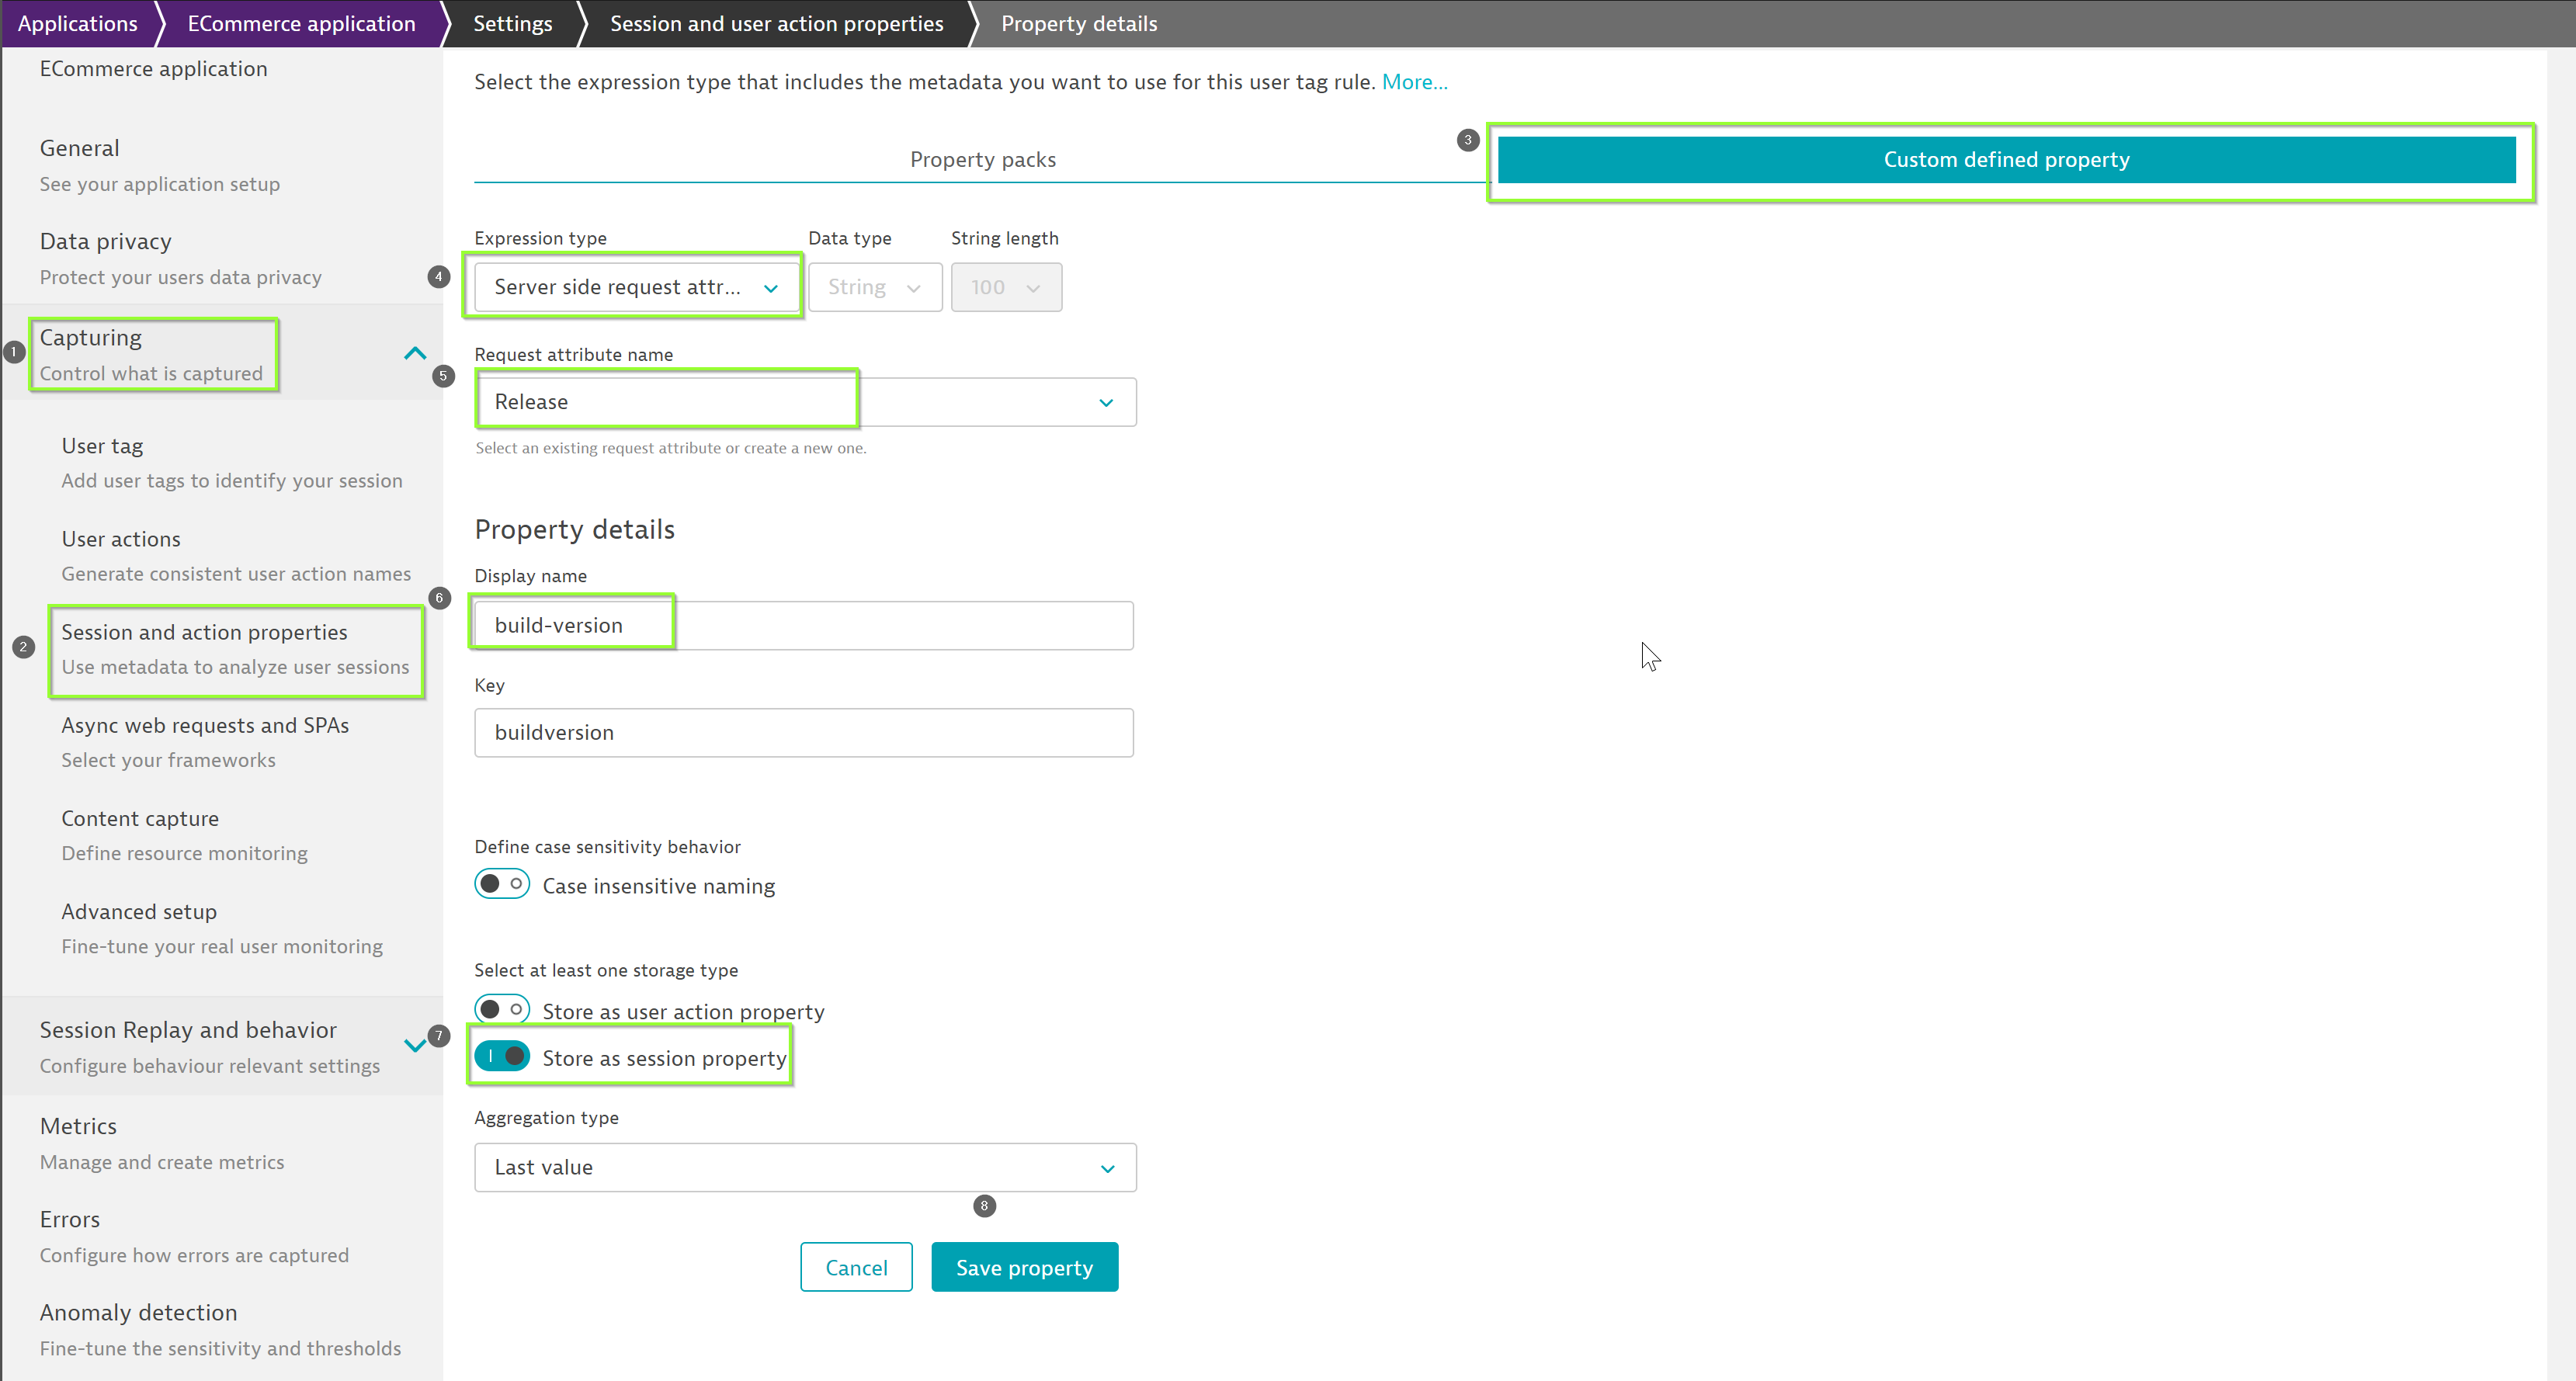 Applications
ECommerce application
Settings
Session and user action properties
Property details
ECommerce application
General
See your application setup
Data privacy
Protect your users data privacy
1
Capturing
Control what is captured
User tag
Add user tags to identify your session
User actions
Generate consistent user action names
2
Session and action properties
Use metadata to analyze user sessions
Async web requests and SPAs
Select your frameworks
Content capture
Define resource monitoring
Advanced setup
Fine-tune your real user monitoring
Session Replay and behavior
Configure behaviour relevant settings
Metrics
Manage and create metrics
Errors
Configure how errors are captured
Anomaly detection
Fine-tune the sensitivity and thresholds
Select the expression type that includes the metadata you want to use for this user tag rule. More...
Property packs
3
Custom defined property
Expression type
Data type
String length
4
Server side request attr...
String
100
Request attribute name
5
Release
Select an existing request attribute or create a new one.
Property details
Display name
6
build-version
Key
buildversion
Define case sensitivity behavior
Case insensitive naming
Select at least one storage type
Store as user action property
7
Store as session property
Aggregation type
Last value
8
Cancel
Save property